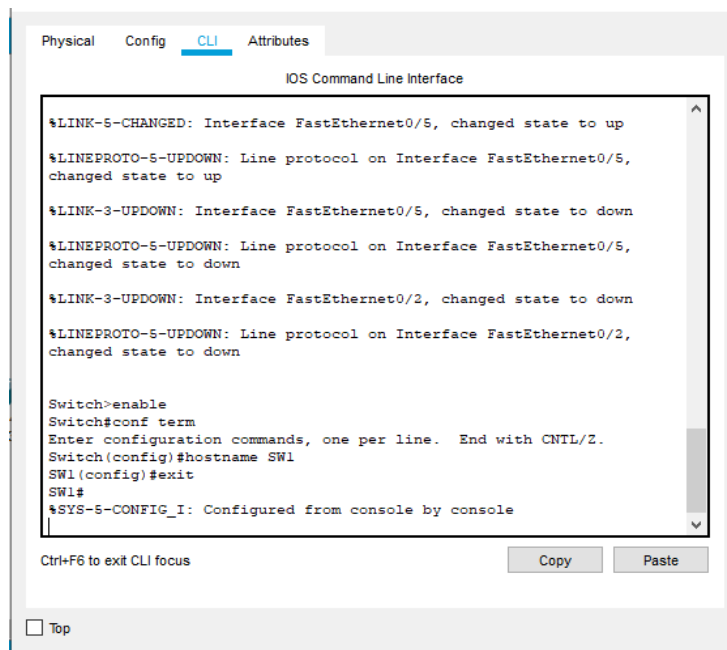 Physical Config CLI Attributes
IOS Command Line Interface
%LINK-5-CHANGED: Interface FastEthernet0/5, changed state to up
%LINEPROTO-5-UPDOWN: Line protocol on Interface FastEthernet0/5,
changed state to up
%LINK-3-UPDOWN: Interface FastEthernet0/5, changed state to down
%LINEPROTO-5-UPDOWN: Line protocol on Interface FastEthernet0/5,
changed state to down
%LINK-3-UPDOWN: Interface FastEthernet0/2, changed state to down
%LINEPROTO-5-UPDOWN: Line protocol on Interface FastEthernet0/2,
changed state to down
Switch>enable
Switch#conf term
Enter configuration commands, one per line.  End with CNTL/Z.
Switch(config)#hostname SW1
SW1(config)#exit
SW1#
%SYS-5-CONFIG_I: Configured from console by console
Ctrl+F6 to exit CLI focus Copy Paste
Top